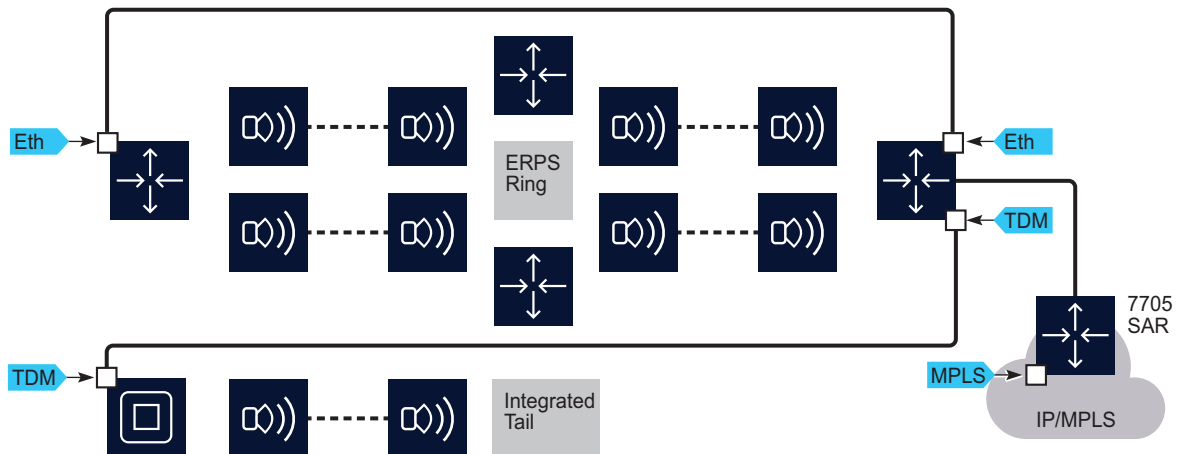 Eth
ERPS
Ring
Eth
TDM
7705
SAR
TDM
MPLS
Integrated
Tail
IP/MPLS